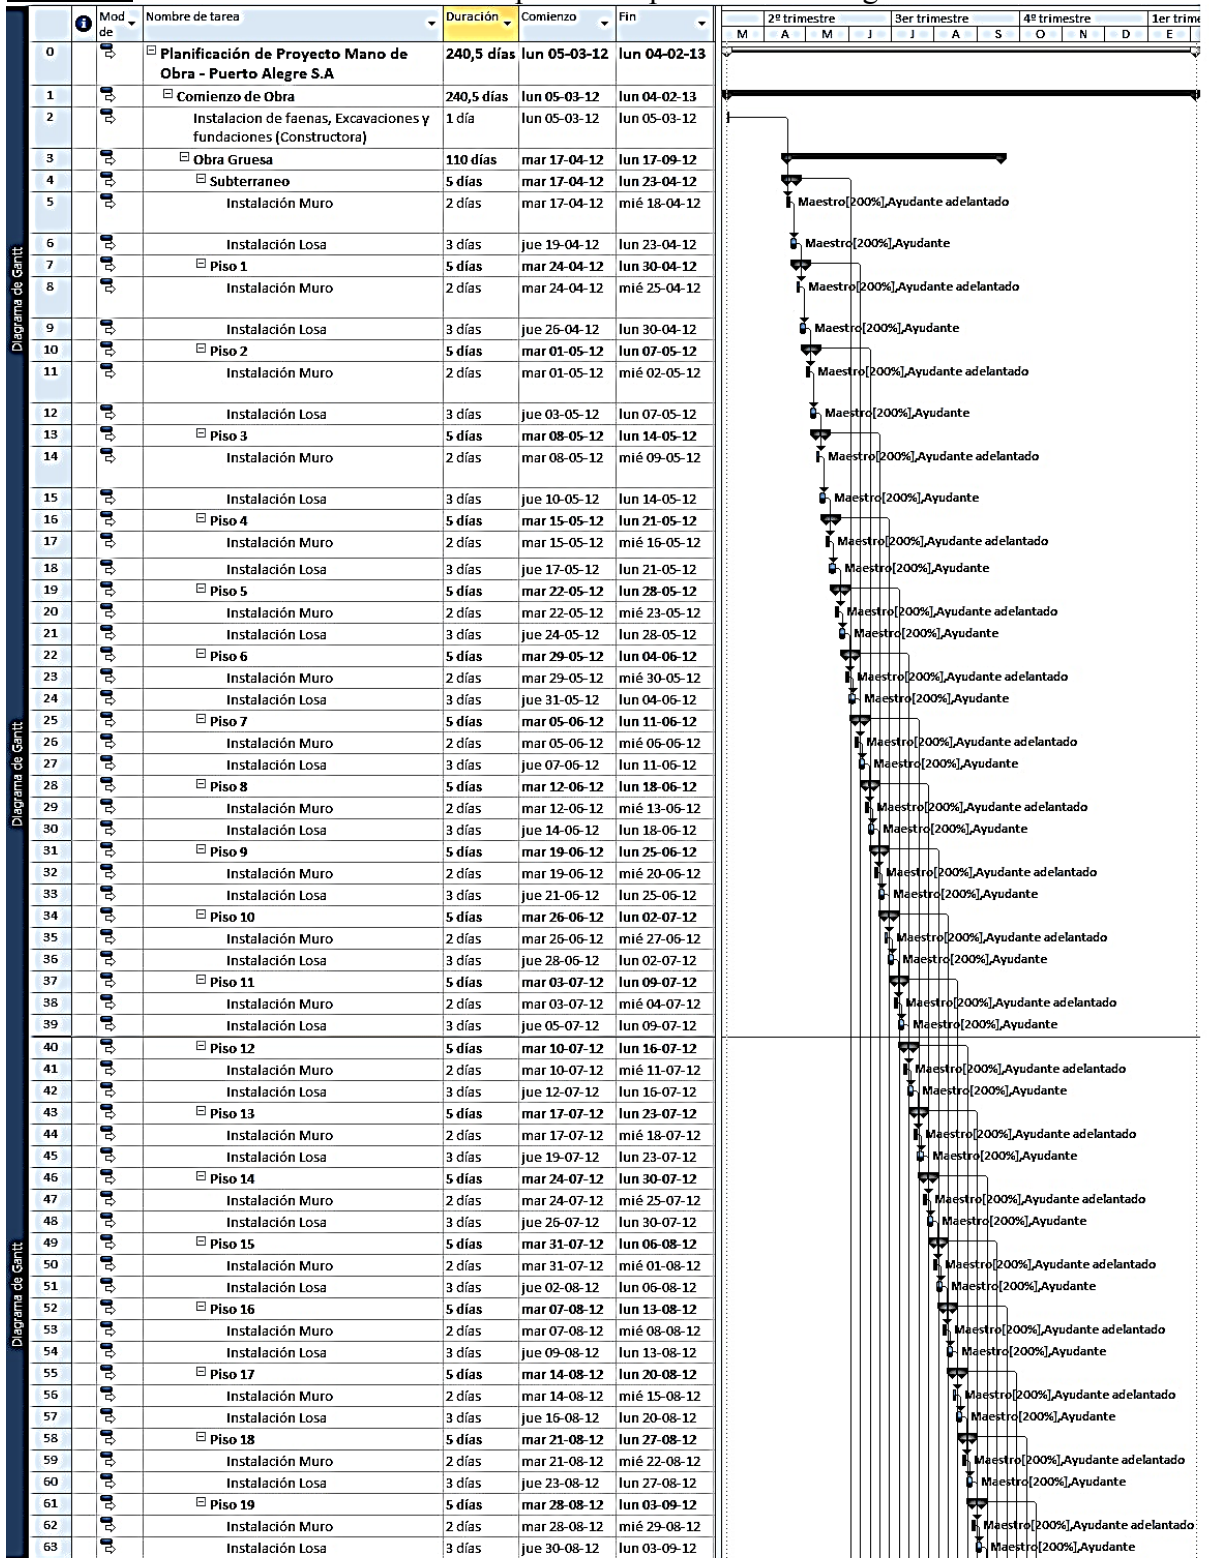 Mod de Nombre de tarea Duración Comienzo Fin
2º trimestre 3er trimestre 4º trimestre 1er trime
M A M J J A S O N D E
0 Planificación de Proyecto Mano de Obra - Puerto Alegre S.A 240,5 días lun 05-03-12 lun 04-02-13
1 Comienzo de Obra 240,5 días lun 05-03-12 lun 04-02-13
2 Instalacion de faenas, Excavaciones y fundaciones (Constructora) 1 día lun 05-03-12 lun 05-03-12
3 Obra Gruesa 110 días mar 17-04-12 lun 17-09-12
4 Subterraneo 5 días mar 17-04-12 lun 23-04-12
5 Instalación Muro 2 días mar 17-04-12 mié 18-04-12 Maestro[200%],Ayudante adelantado
6 Instalación Losa 3 días jue 19-04-12 lun 23-04-12 Maestro[200%],Ayudante
7 Piso 1 5 días mar 24-04-12 lun 30-04-12
8 Instalación Muro 2 días mar 24-04-12 mié 25-04-12 Maestro[200%],Ayudante adelantado
9 Instalación Losa 3 días jue 26-04-12 lun 30-04-12 Maestro[200%],Ayudante
10 Piso 2 5 días mar 01-05-12 lun 07-05-12
11 Instalación Muro 2 días mar 01-05-12 mié 02-05-12 Maestro[200%],Ayudante adelantado
12 Instalación Losa 3 días jue 03-05-12 lun 07-05-12 Maestro[200%],Ayudante
13 Piso 3 5 días mar 08-05-12 lun 14-05-12
14 Instalación Muro 2 días mar 08-05-12 mié 09-05-12 Maestro[200%],Ayudante adelantado
15 Instalación Losa 3 días jue 10-05-12 lun 14-05-12 Maestro[200%],Ayudante
16 Piso 4 5 días mar 15-05-12 lun 21-05-12
17 Instalación Muro 2 días mar 15-05-12 mié 16-05-12 Maestro[200%],Ayudante adelantado
18 Instalación Losa 3 días jue 17-05-12 lun 21-05-12 Maestro[200%],Ayudante
19 Piso 5 5 días mar 22-05-12 lun 28-05-12
20 Instalación Muro 2 días mar 22-05-12 mié 23-05-12 Maestro[200%],Ayudante adelantado
21 Instalación Losa 3 días jue 24-05-12 lun 28-05-12 Maestro[200%],Ayudante
22 Piso 6 5 días mar 29-05-12 lun 04-06-12
23 Instalación Muro 2 días mar 29-05-12 mié 30-05-12 Maestro[200%],Ayudante adelantado
24 Instalación Losa 3 días jue 31-05-12 lun 04-06-12 Maestro[200%],Ayudante
25 Piso 7 5 días mar 05-06-12 lun 11-06-12
26 Instalación Muro 2 días mar 05-06-12 mié 06-06-12 Maestro[200%],Ayudante adelantado
27 Instalación Losa 3 días jue 07-06-12 lun 11-06-12 Maestro[200%],Ayudante
28 Piso 8 5 días mar 12-06-12 lun 18-06-12
29 Instalación Muro 2 días mar 12-06-12 mié 13-06-12 Maestro[200%],Ayudante adelantado
30 Instalación Losa 3 días jue 14-06-12 lun 18-06-12 Maestro[200%],Ayudante
31 Piso 9 5 días mar 19-06-12 lun 25-06-12
32 Instalación Muro 2 días mar 19-06-12 mié 20-06-12 Maestro[200%],Ayudante adelantado
33 Instalación Losa 3 días jue 21-06-12 lun 25-06-12 Maestro[200%],Ayudante
34 Piso 10 5 días mar 26-06-12 lun 02-07-12
35 Instalación Muro 2 días mar 26-06-12 mié 27-06-12 Maestro[200%],Ayudante adelantado
36 Instalación Losa 3 días jue 28-06-12 lun 02-07-12 Maestro[200%],Ayudante
37 Piso 11 5 días mar 03-07-12 lun 09-07-12
38 Instalación Muro 2 días mar 03-07-12 mié 04-07-12 Maestro[200%],Ayudante adelantado
39 Instalación Losa 3 días jue 05-07-12 lun 09-07-12 Maestro[200%],Ayudante
40 Piso 12 5 días mar 10-07-12 lun 16-07-12
41 Instalación Muro 2 días mar 10-07-12 mié 11-07-12 Maestro[200%],Ayudante adelantado
42 Instalación Losa 3 días jue 12-07-12 lun 16-07-12 Maestro[200%],Ayudante
43 Piso 13 5 días mar 17-07-12 lun 23-07-12
44 Instalación Muro 2 días mar 17-07-12 mié 18-07-12 Maestro[200%],Ayudante adelantado
45 Instalación Losa 3 días jue 19-07-12 lun 23-07-12 Maestro[200%],Ayudante
46 Piso 14 5 días mar 24-07-12 lun 30-07-12
47 Instalación Muro 2 días mar 24-07-12 mié 25-07-12 Maestro[200%],Ayudante adelantado
48 Instalación Losa 3 días jue 26-07-12 lun 30-07-12 Maestro[200%],Ayudante
49 Piso 15 5 días mar 31-07-12 lun 06-08-12
50 Instalación Muro 2 días mar 31-07-12 mié 01-08-12 Maestro[200%],Ayudante adelantado
51 Instalación Losa 3 días jue 02-08-12 lun 06-08-12 Maestro[200%],Ayudante
52 Piso 16 5 días mar 07-08-12 lun 13-08-12
53 Instalación Muro 2 días mar 07-08-12 mié 08-08-12 Maestro[200%],Ayudante adelantado
54 Instalación Losa 3 días jue 09-08-12 lun 13-08-12 Maestro[200%],Ayudante
55 Piso 17 5 días mar 14-08-12 lun 20-08-12
56 Instalación Muro 2 días mar 14-08-12 mié 15-08-12 Maestro[200%],Ayudante adelantado
57 Instalación Losa 3 días jue 16-08-12 lun 20-08-12 Maestro[200%],Ayudante
58 Piso 18 5 días mar 21-08-12 lun 27-08-12
59 Instalación Muro 2 días mar 21-08-12 mié 22-08-12 Maestro[200%],Ayudante adelantado
60 Instalación Losa 3 días jue 23-08-12 lun 27-08-12 Maestro[200%],Ayudante
61 Piso 19 5 días mar 28-08-12 lun 03-09-12
62 Instalación Muro 2 días mar 28-08-12 mié 29-08-12 Maestro[200%],Ayudante adelantado
63 Instalación Losa 3 días jue 30-08-12 lun 03-09-12 Maestro[200%],Ayudante
Diagrama de Gantt
Diagrama de Gantt
Diagrama de Gantt